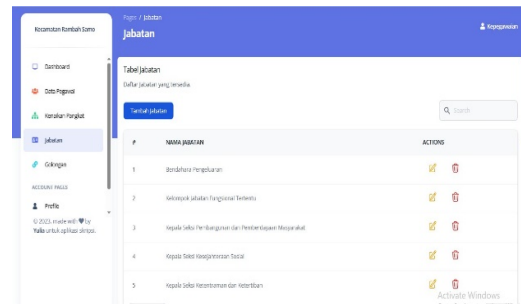 Kecamatan Rambah Samo
Dashboard
Data Pegawai
Kenaikan Pangkat
Jabatan
Golongan
ACCOUNT PAGES
Profile
© 2023, made with by
Yulia untuk aplikasi skripsi.
Pages / Jabatan
Jabatan
Kepegawaian
Tabel Jabatan
Daftar Jabatan yang tersedia.
Tambah Jabatan
Search
# NAMA JABATAN ACTIONS
1 Bendahara Pengeluaran
2 Kelompok Jabatan Fungsional Tertentu
3 Kepala Seksi Pembangunan dan Pemberdayaan Masyarakat
4 Kepala Seksi Kesejahteraan Sosial
5 Kepala Seksi Ketentraman dan Ketertiban
Activate Windows